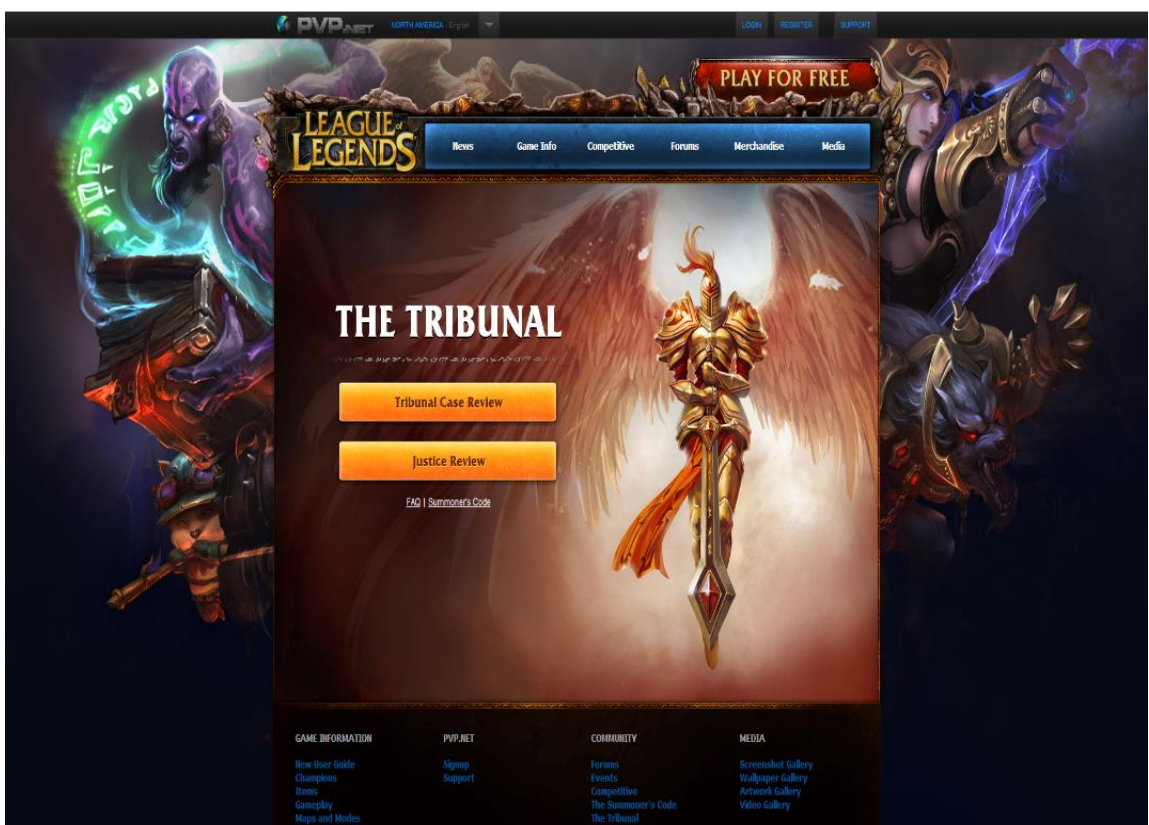 PVP.NET NORTH AMERICA - English LOGIN REGISTER SUPPORT
PLAY FOR FREE
LEAGUE of LEGENDS
News Game Info Competitive Forums Merchandise Media
THE TRIBUNAL
Tribunal Case Review
Justice Review
FAQ | Summoner's Code
GAME INFORMATION PVP.NET COMMUNITY MEDIA
New User Guide Signup Forums Screenshot Gallery
Champions Support Events Wallpaper Gallery
Items Competitive Artwork Gallery
Gameplay The Summoner's Code Video Gallery
Maps and Modes The Tribunal